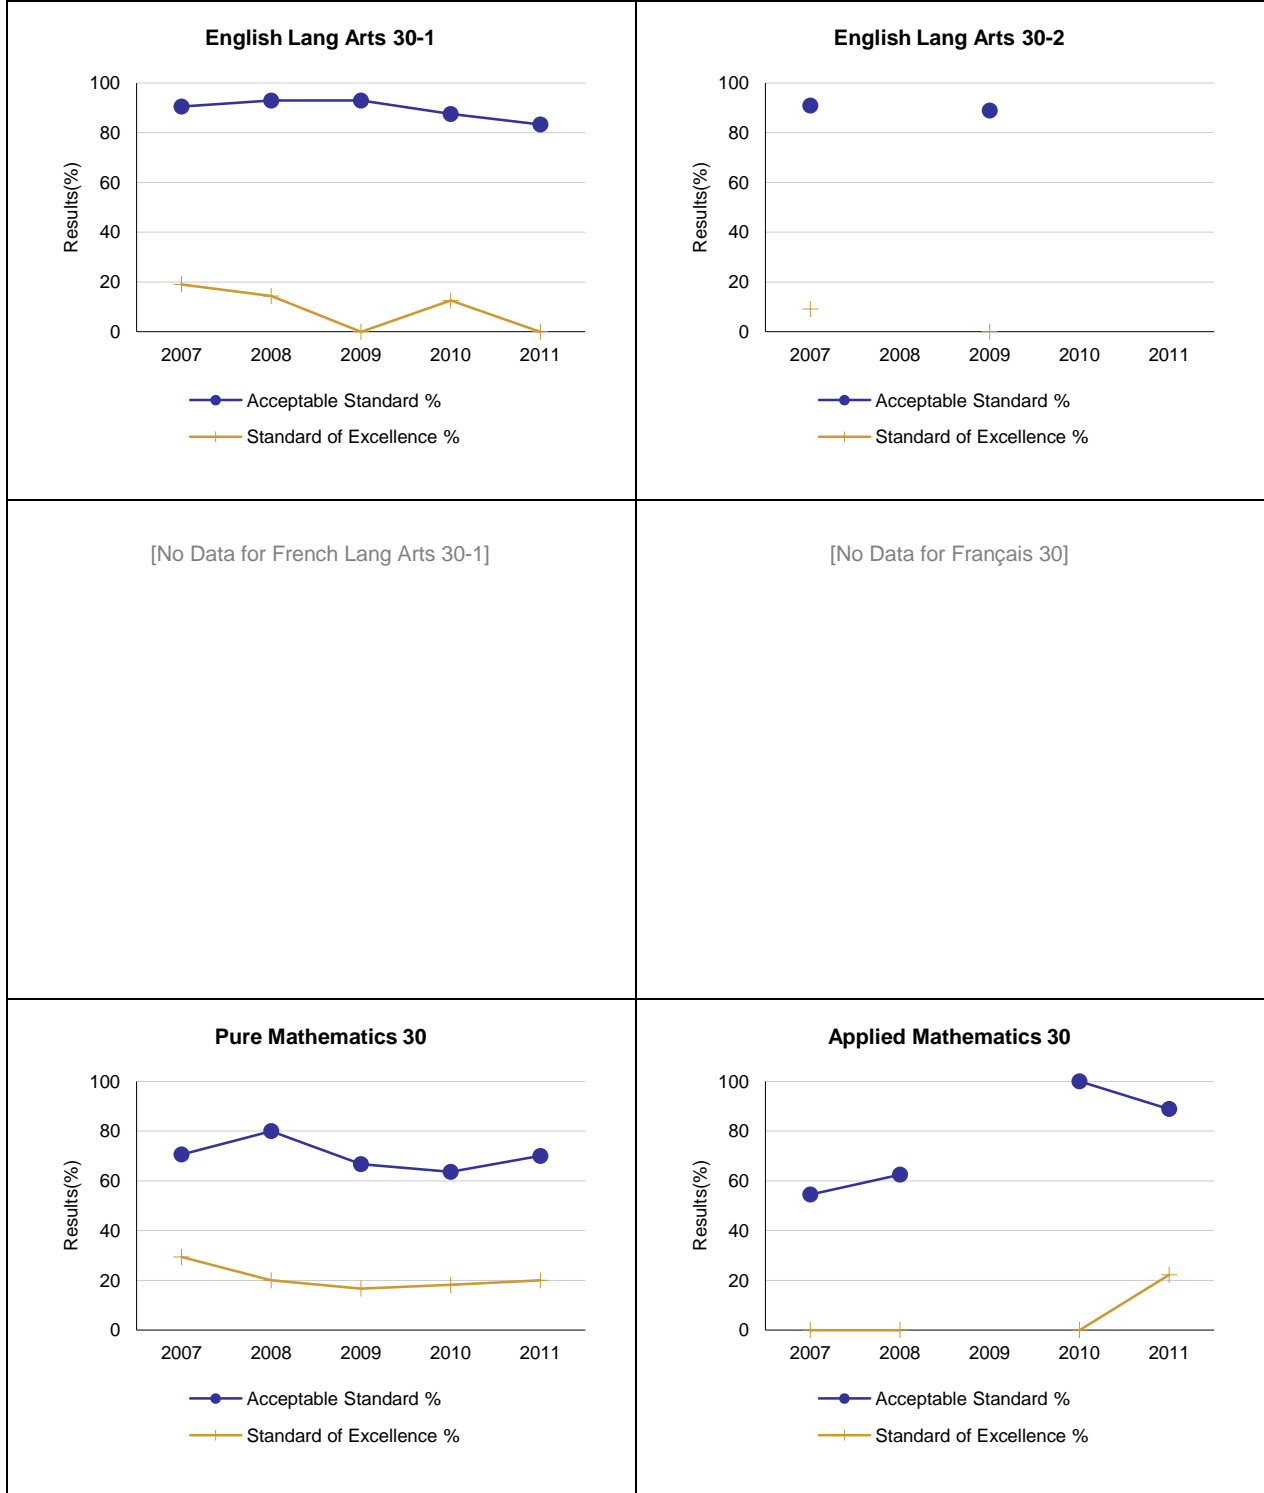 English Lang Arts 30-1
100
80
60
40
20
0
Results(%)
2007 2008 2009 2010 2011
Acceptable Standard %
Standard of Excellence %
English Lang Arts 30-2
100
80
60
40
20
0
Results(%)
2007 2008 2009 2010 2011
Acceptable Standard %
Standard of Excellence %
[No Data for French Lang Arts 30-1]
[No Data for Français 30]
Pure Mathematics 30
100
80
60
40
20
0
Results(%)
2007 2008 2009 2010 2011
Acceptable Standard %
Standard of Excellence %
Applied Mathematics 30
100
80
60
40
20
0
Results(%)
2007 2008 2009 2010 2011
Acceptable Standard %
Standard of Excellence %